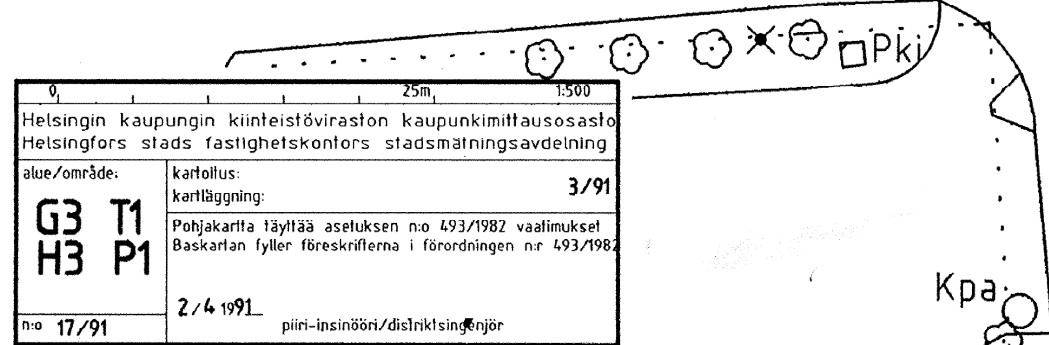 0 25m 1:500
Helsingin kaupungin kiinteistöviraston kaupunkimittausosasto
Helsingfors stads fastighetskontors stadsmätningsavdelning
alue/område:
G3 T1
H3 P1
n:o 17/91
kartoitus:
kartläggning:
3/91
Pohjakartta täyttää asetuksen n:o 493/1982 vaatimukset
Baskartan fyller föreskrifterna i förordningen n:r 493/1982
2/4 1991
piiri-insinööri/distriktsingenjör
Pki
Kpa